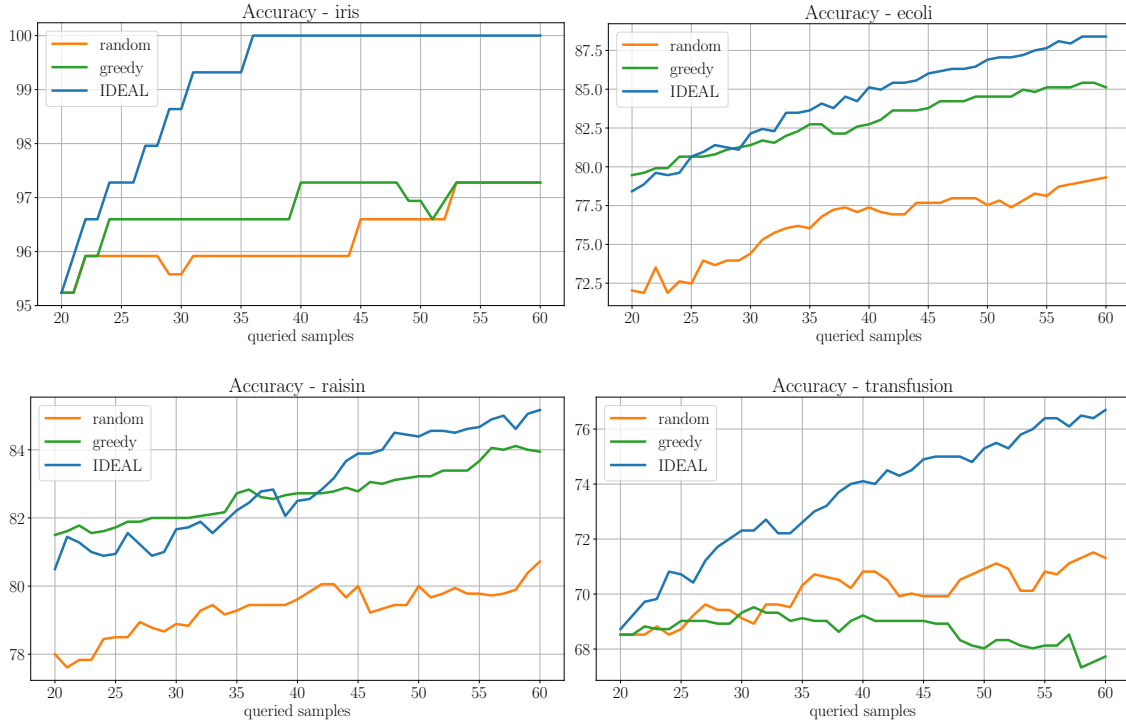 Accuracy - iris
random
greedy
IDEAL
100
99
98
97
96
95
20 25 30 35 40 45 50 55 60
queried samples
Accuracy - ecoli
random
greedy
IDEAL
87.5
85.0
82.5
80.0
77.5
75.0
72.5
20 25 30 35 40 45 50 55 60
queried samples
Accuracy - raisin
random
greedy
IDEAL
84
82
80
78
20 25 30 35 40 45 50 55 60
queried samples
Accuracy - transfusion
random
greedy
IDEAL
76
74
72
70
68
20 25 30 35 40 45 50 55 60
queried samples